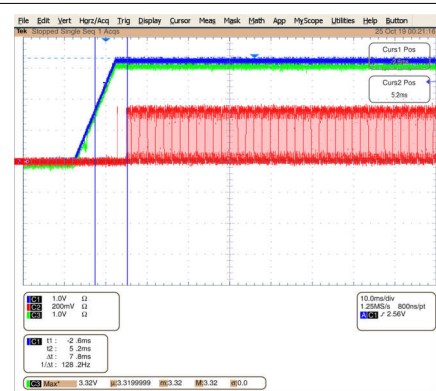 File Edit Vert Horz/Acq Trig Display Cursor Meas Mask Math App MyScope Utilities Help Button
Tek Stopped Single Seq 1 Acqs 25 Oct 19 00:21:16
Curs1 Pos
Curs2 Pos
5.2ms
C1 1.0V Ω
C2 200mV Ω
C3 1.0V Ω
10.0ms/div
1.25MS/s 800ns/pt
A C1 / 2.56V
C1 t1: -2.6ms
t2: 5.2ms
Δt: 7.8ms
1/Δt: 128.2Hz
C3 Max* 3.32V μ:3.3199999 m:3.32 M:3.32 σ:0.0